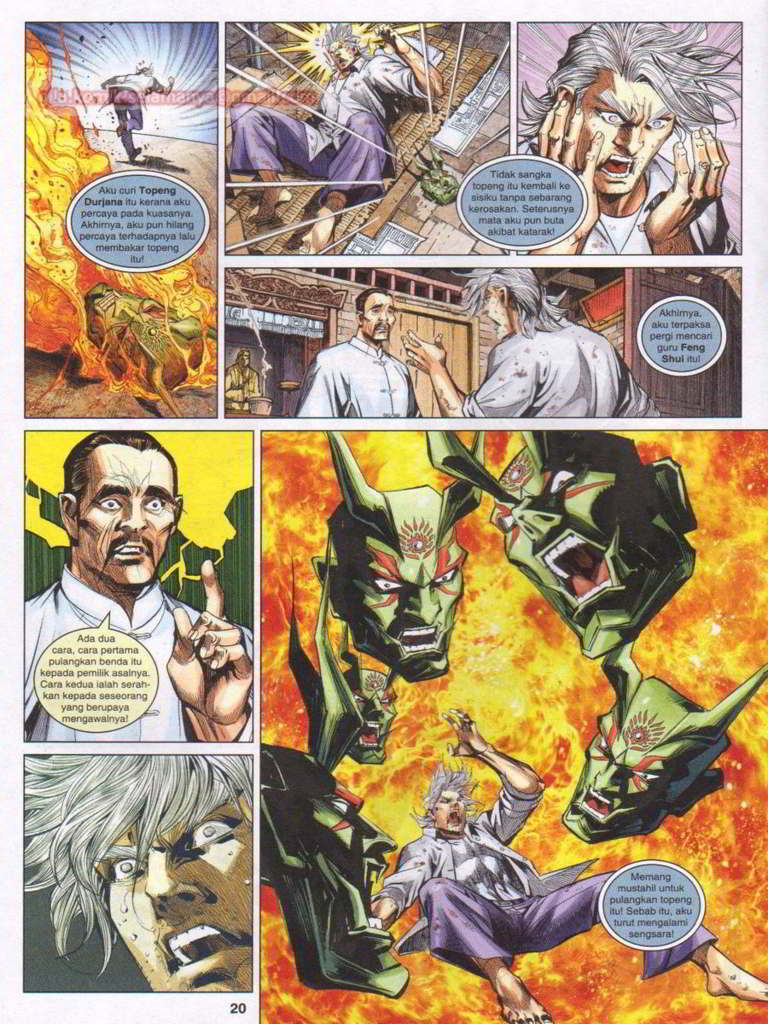 Aku curi Topeng
Durjana itu kerana aku
percaya pada kuasanya.
Akhirnya, aku pun hilang
percaya terhadapnya lalu
membakar topeng
itu!
Tidak sangka
topeng itu kembali ke
sisiku tanpa sebarang
kerosakan. Seterusnya
mata aku pun buta
akibat katarak!
Akhirnya,
aku terpaksa
pergi mencari
guru Feng
Shui itu!
Ada dua
cara, cara pertama
pulangkan benda itu
kepada pemilik asalnya. Cara
kedua ialah serah-
kan kepada seseorang
yang berupaya
mengawalnya!
Memang
mustahil untuk
pulangkan topeng
itu! Sebab itu, aku
turut mengalami
sengsara!
20